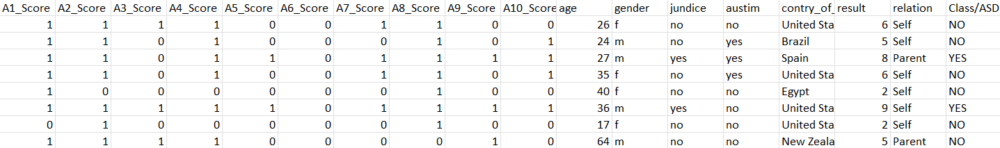 A1_Score A2_Score A3_Score A4_Score A5_Score A6_Score A7_Score A8_Score A9_Score A10_Score age gender jundice austim contry_of_ result relation Class/ASD
1 1 1 1 0 0 1 1 0 0 26 f no no United Sta 6 Self NO
1 1 0 1 0 0 0 1 0 1 24 m no yes Brazil 5 Self NO
1 1 0 1 1 0 1 1 1 1 27 m yes yes Spain 8 Parent YES
1 1 0 1 0 0 1 1 0 1 35 f no yes United Sta 6 Self NO
1 0 0 0 0 0 0 1 0 0 40 f no no Egypt 2 Self NO
1 1 1 1 1 0 1 1 1 1 36 m yes no United Sta 9 Self YES
0 1 0 0 0 0 0 1 0 0 17 f no no United Sta 2 Self NO
1 1 1 1 0 0 0 0 1 0 64 m no no New Zeala 5 Parent NO